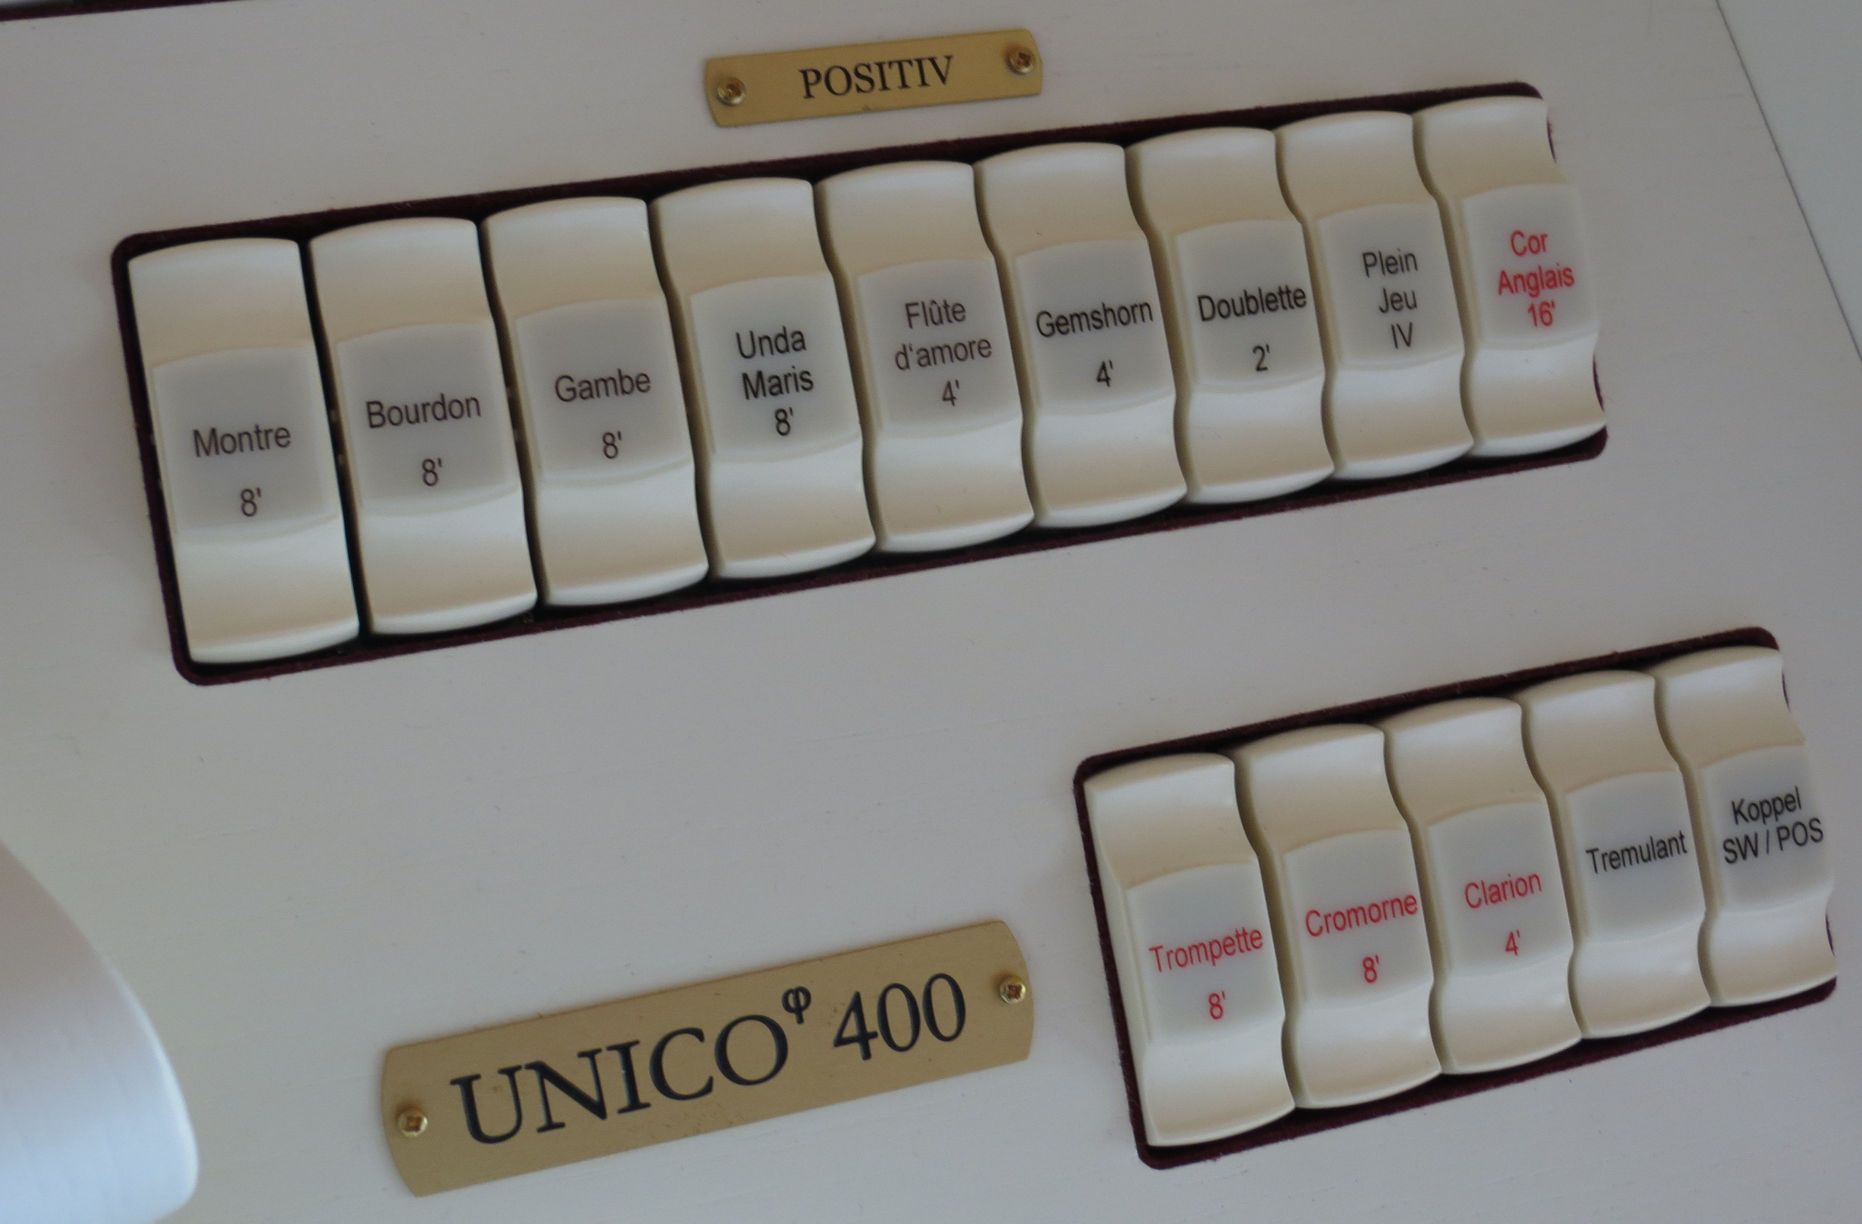 POSITIV
Montre
8'
Bourdon
8'
Gambe
8'
Unda
Maris
8'
Flûte
d'amore
4'
Gemshorn
4'
Doublette
2'
Plein
Jeu
IV
Cor
Anglais
16'
Trompette
8'
Cromorne
8'
Clarion
4'
Tremulant
Koppel
SW / POS
UNICO φ 400